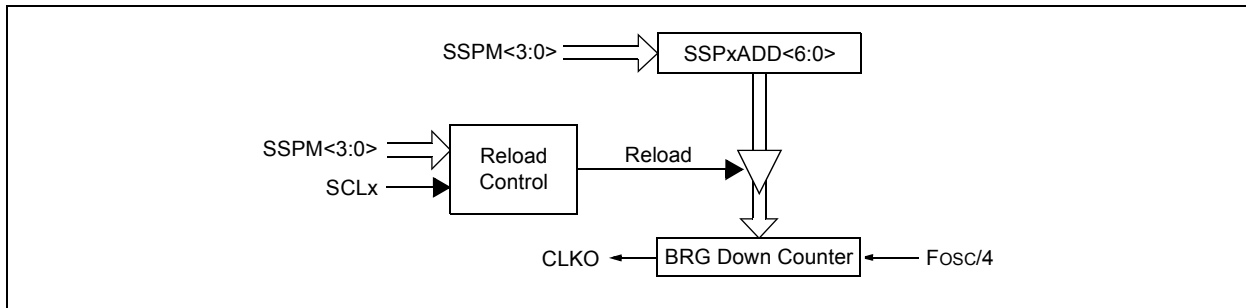 SSPM<3:0>
SSPxADD<6:0>
SSPM<3:0>
SCLx
Reload
Control
Reload
CLKO
BRG Down Counter
FOSC/4